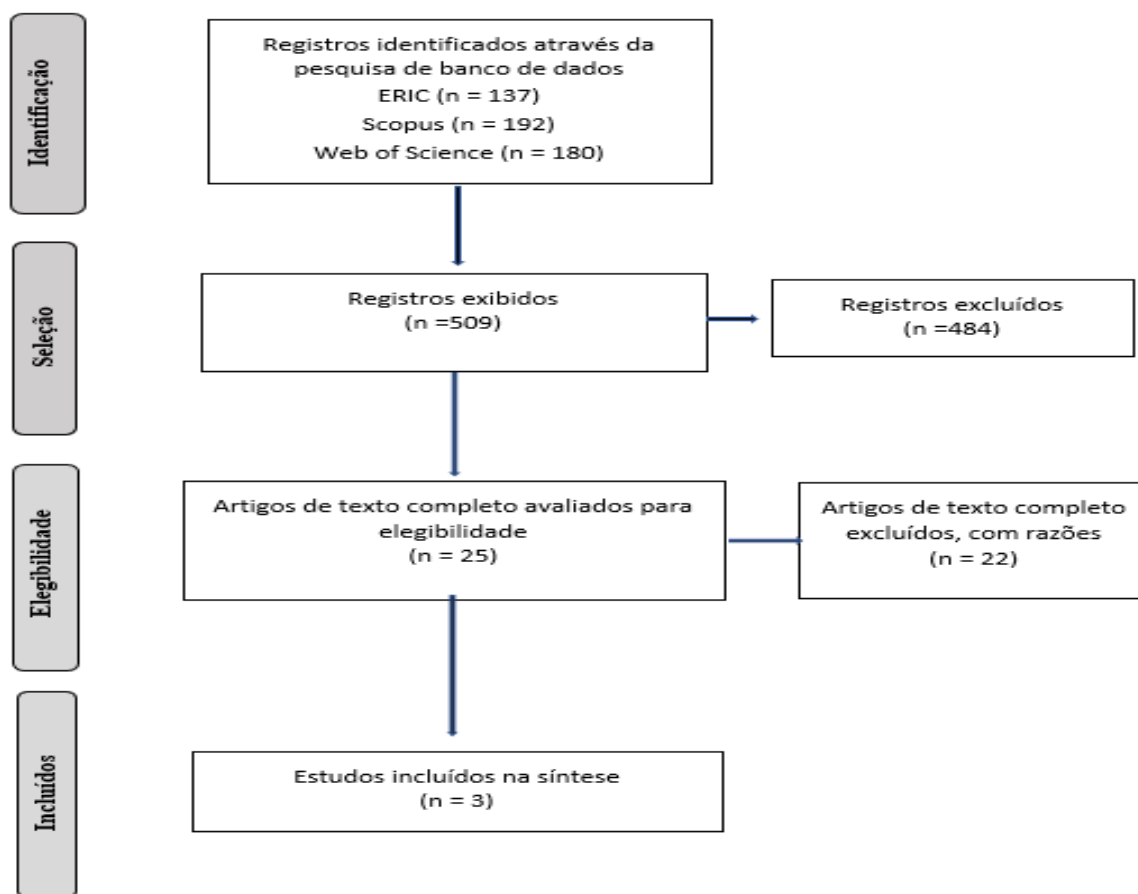 Identificação
Registros identificados através da
pesquisa de banco de dados
ERIC (n = 137)
Scopus (n = 192)
Web of Science (n = 180)
Seleção
Registros exibidos
(n =509)
Registros excluídos
(n =484)
Elegibilidade
Artigos de texto completo avaliados para
elegibilidade
(n = 25)
Artigos de texto completo
excluídos, com razões
(n = 22)
Incluídos
Estudos incluídos na síntese
(n = 3)